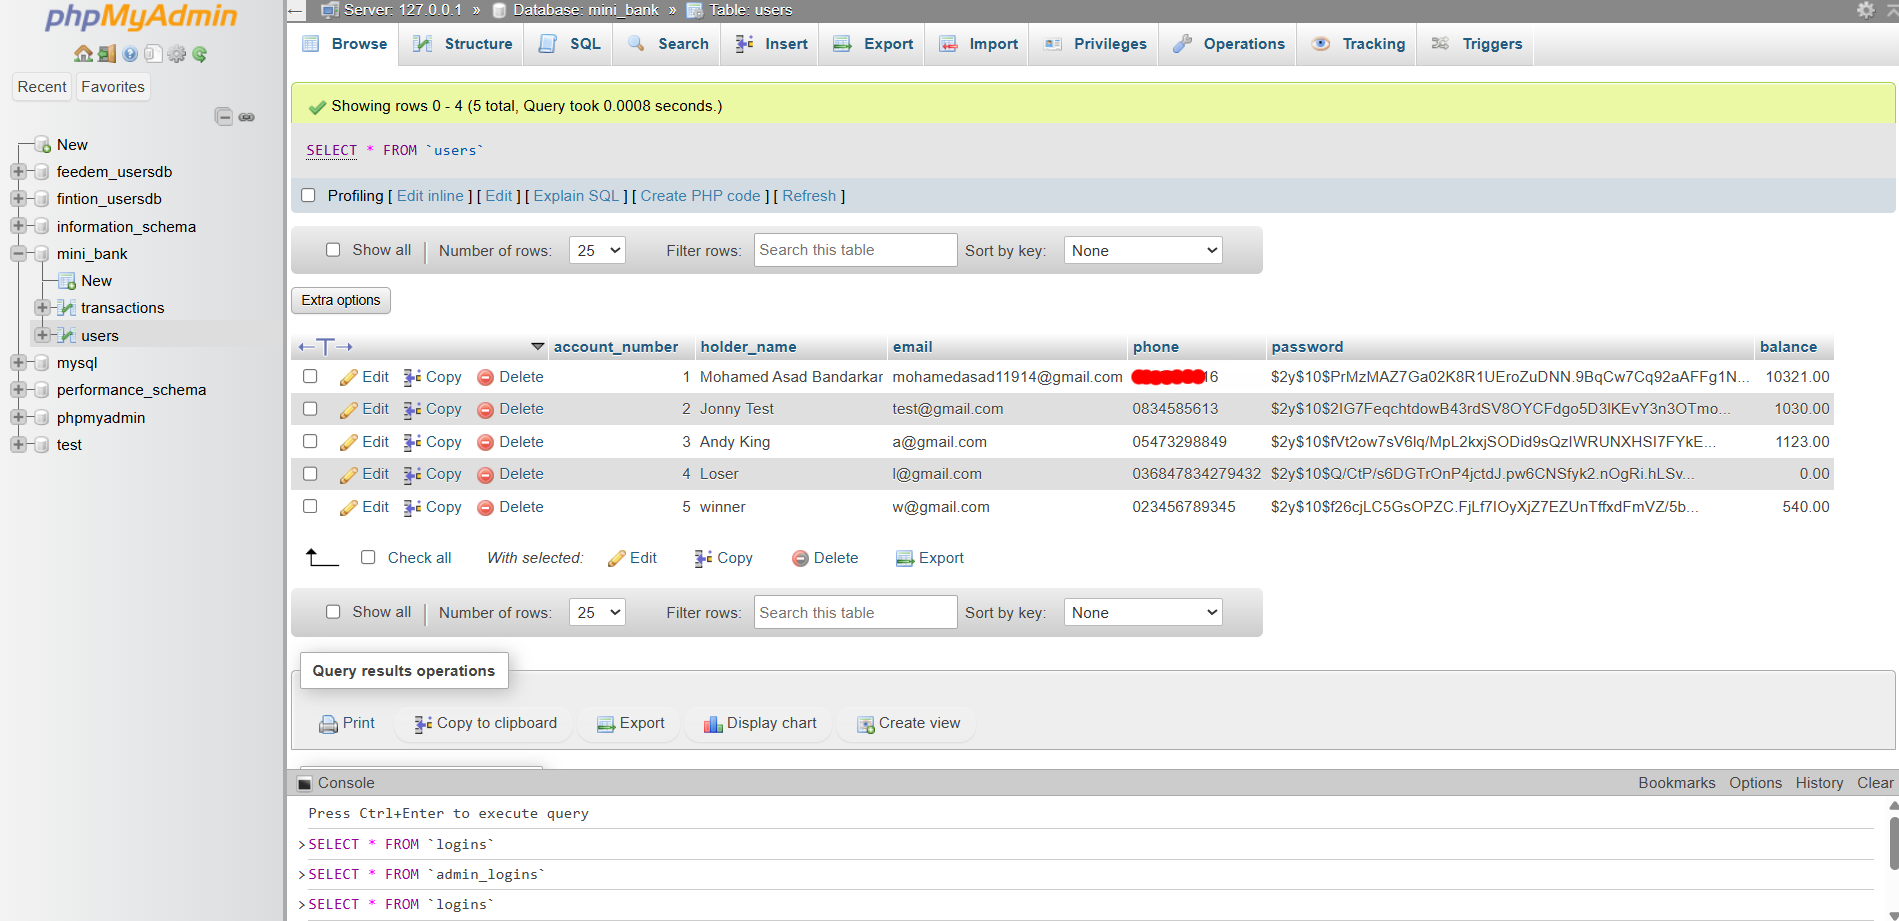 phpMyAdmin
Recent Favorites
New
feedem_usersdb
fintion_usersdb
information_schema
mini_bank
New
transactions
users
mysql
performance_schema
phpmyadmin
test
Server: 127.0.0.1 » Database: mini_bank » Table: users
Browse Structure SQL Search Insert Export Import Privileges Operations Tracking Triggers
Showing rows 0 - 4 (5 total, Query took 0.0008 seconds.)
SELECT * FROM `users`
Profiling [ Edit inline ] [ Edit ] [ Explain SQL ] [ Create PHP code ] [ Refresh ]
Show all Number of rows: 25 Filter rows: Search this table Sort by key: None
Extra options
account_number holder_name email phone password balance
Edit Copy Delete 1 Mohamed Asad Bandarkar mohamedasad11914@gmail.com 16 $2y$10$PrMzMAZ7Ga02K8R1UEroZuDNN.9BqCw7Cq92aAFFg1N... 10321.00
Edit Copy Delete 2 Jonny Test test@gmail.com 0834585613 $2y$10$2IG7FeqchtdowB43rdSV8OYCFdgo5D3lKEvY3n3OTmo... 1030.00
Edit Copy Delete 3 Andy King a@gmail.com 05473298849 $2y$10$fVt2ow7sV6lq/MpL2kxjSODid9sQzIWRUNXHSI7FYkE... 1123.00
Edit Copy Delete 4 Loser l@gmail.com 036847834279432 $2y$10$Q/CtP/s6DGTrOnP4jctdJ.pw6CNSfyk2.nOgRi.hLSv... 0.00
Edit Copy Delete 5 winner w@gmail.com 023456789345 $2y$10$f26cjLC5GsOPZC.FjLf7IOyXjZ7EZUnTffxdFmVZ/5b... 540.00
Check all With selected: Edit Copy Delete Export
Show all Number of rows: 25 Filter rows: Search this table Sort by key: None
Query results operations
Print Copy to clipboard Export Display chart Create view
Console Bookmarks Options History Clear
Press Ctrl+Enter to execute query
>SELECT * FROM `logins`
>SELECT * FROM `admin_logins`
>SELECT * FROM `logins`